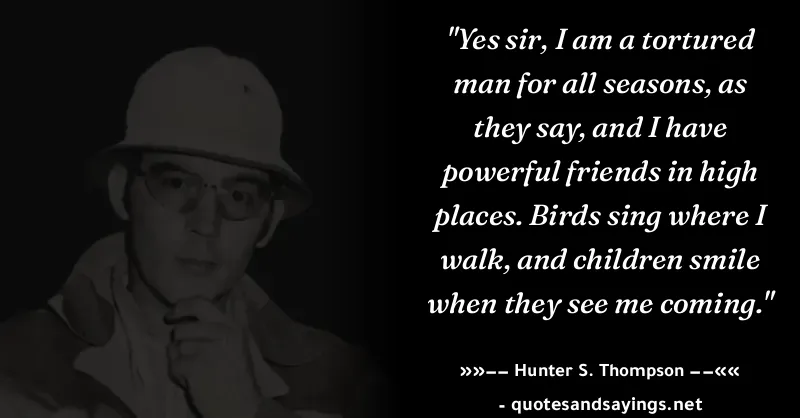 "Yes sir, I am a tortured
man for all seasons, as
they say, and I have
powerful friends in high
places. Birds sing where I
walk, and children smile
when they see me coming."
»»–– Hunter S. Thompson ––««
- quotesandsayings.net